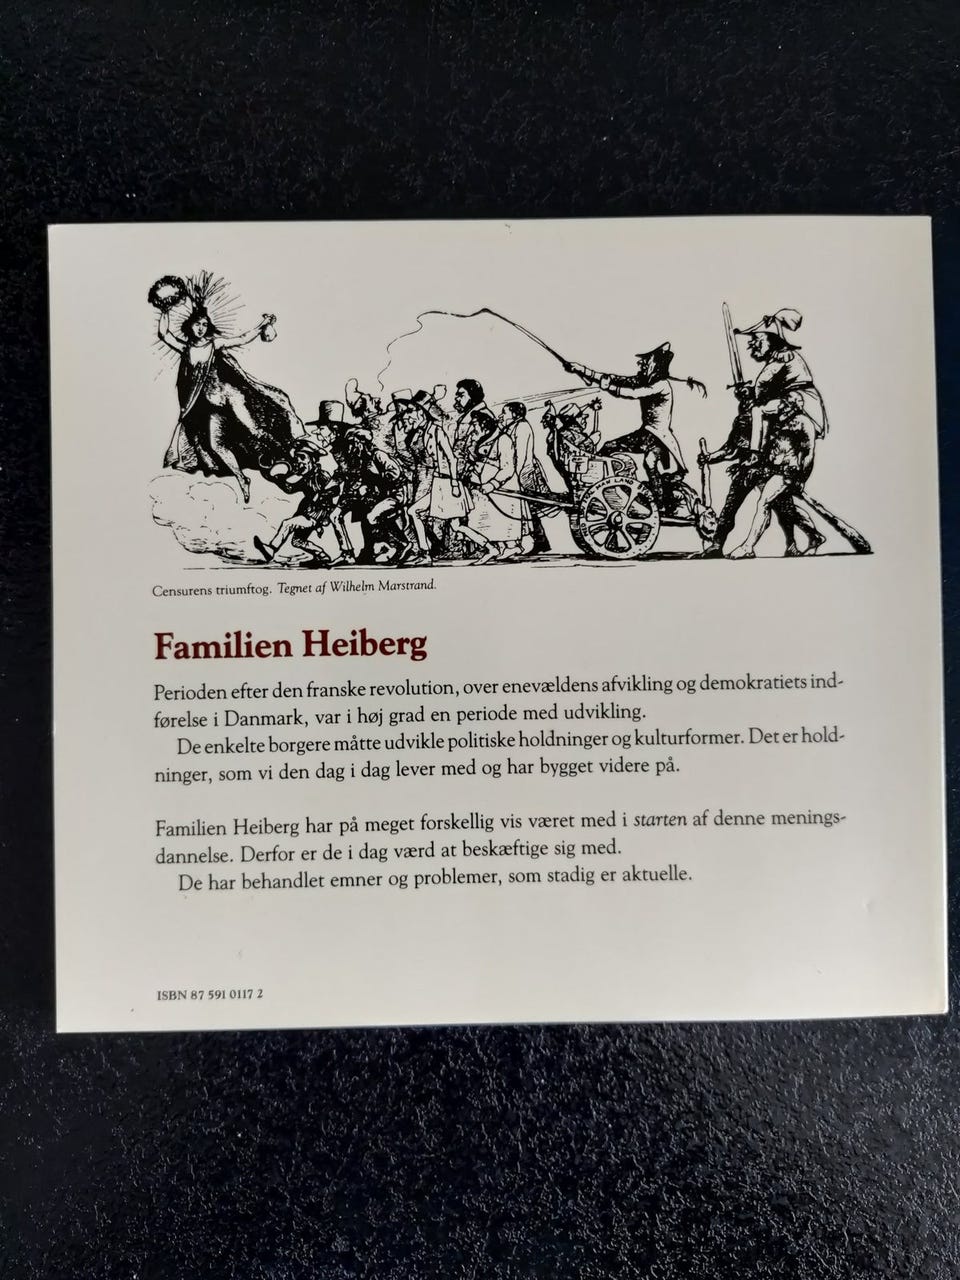 Censurens triumftog. Tegnet af Wilhelm Marstrand.
Familien Heiberg
Perioden efter den franske revolution, over enevældens afvikling og demokratiets ind-
førelse i Danmark, var i høj grad en periode med udvikling.
De enkelte borgere måtte udvikle politiske holdninger og kulturformer. Det er hold-
ninger, som vi den dag i dag lever med og har bygget videre på.
Familien Heiberg har på meget forskellig vis været med i starten af denne menings-
dannelse. Derfor er de i dag værd at beskæftige sig med.
De har behandlet emner og problemer, som stadig er aktuelle.
ISBN 87 591 0117 2